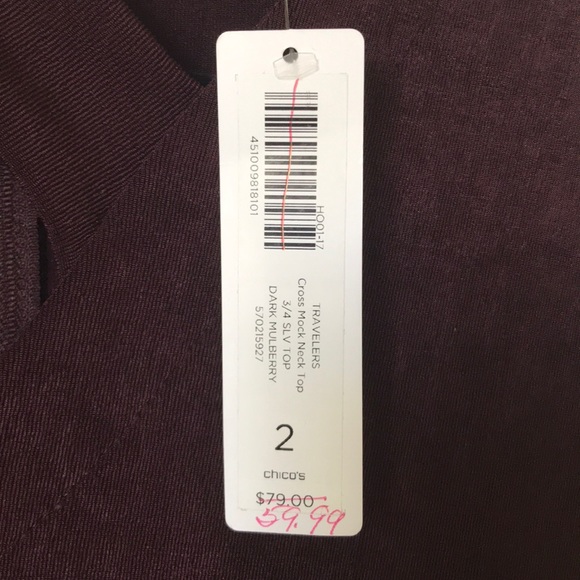 451009818101
HO01-17
TRAVELERS
Cross Mock Neck Top
3/4 SLV TOP
DARK MULBERRY
570215927
2
chico's
$79.00
59.99